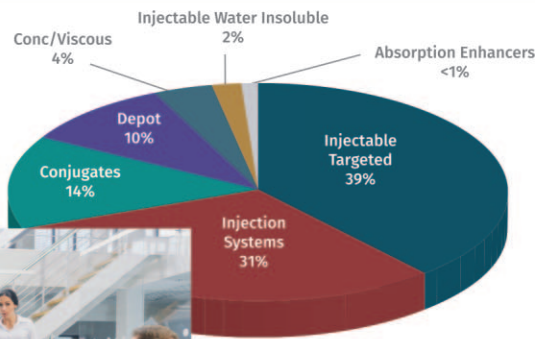 Injectable Water Insoluble
2%
Conc/Viscous
4%
Absorption Enhancers
<1%
Depot
10%
Injectable
Targeted
39%
Conjugates
14%
Injection
Systems
31%